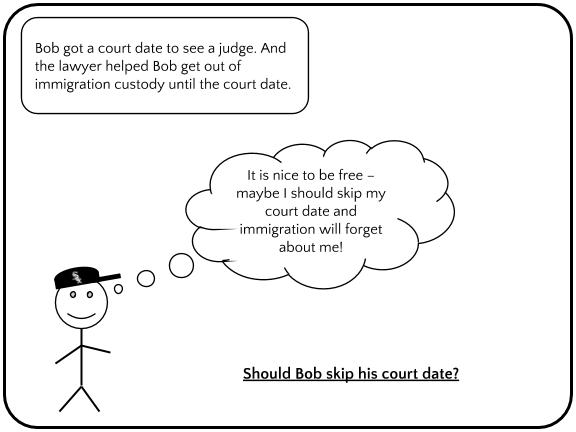 Bob got a court date to see a judge. And
the lawyer helped Bob get out of
immigration custody until the court date.
It is nice to be free –
maybe I should skip my
court date and
immigration will forget
about me!
Sox
Should Bob skip his court date?